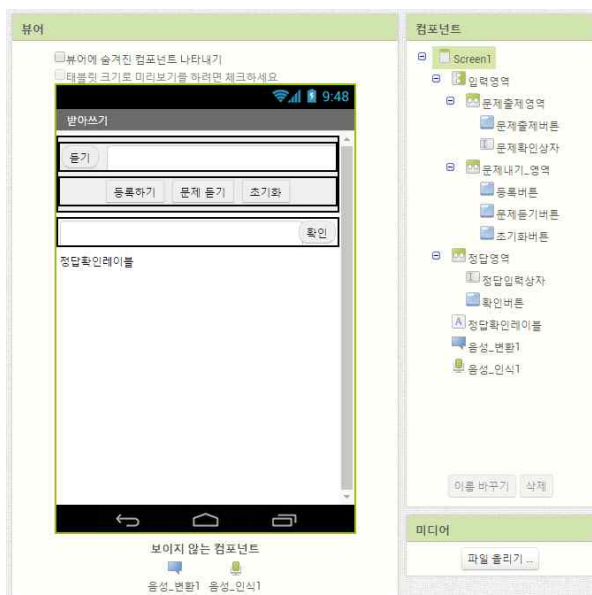 뷰어
뷰어에 숨겨진 컴포넌트 나타내기
태블릿 크기로 미리보기를 하려면 체크하세요
9:48
받아쓰기
듣기
등록하기 문제 듣기 초기화
확인
정답확인레이블
보이지 않는 컴포넌트
음성_변환1 음성_인식1
컴포넌트
Screen1
입력영역
문제출제영역
문제출제버튼
문제확인상자
문제내기_영역
등록버튼
문제듣기버튼
초기화버튼
정답영역
정답입력상자
확인버튼
A 정답확인레이블
음성_변환1
음성_인식1
이름 바꾸기 삭제
미디어
파일 올리기 ...